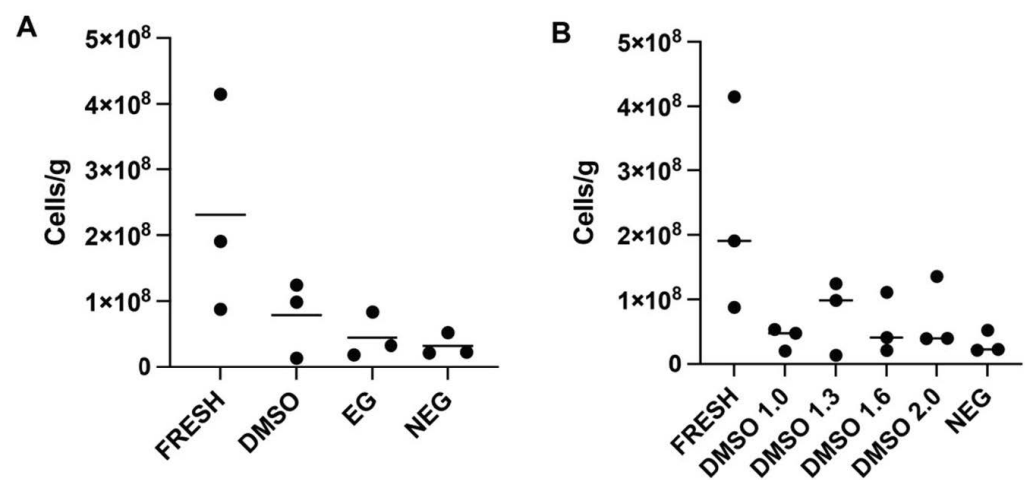 A
5×10⁸
4×10⁸
3×10⁸
2×10⁸
1×10⁸
0
Cells/g
FRESH
DMSO
EG
NEG
B
5×10⁸
4×10⁸
3×10⁸
2×10⁸
1×10⁸
0
Cells/g
FRESH
DMSO 1.0
DMSO 1.3
DMSO 1.6
DMSO 2.0
NEG